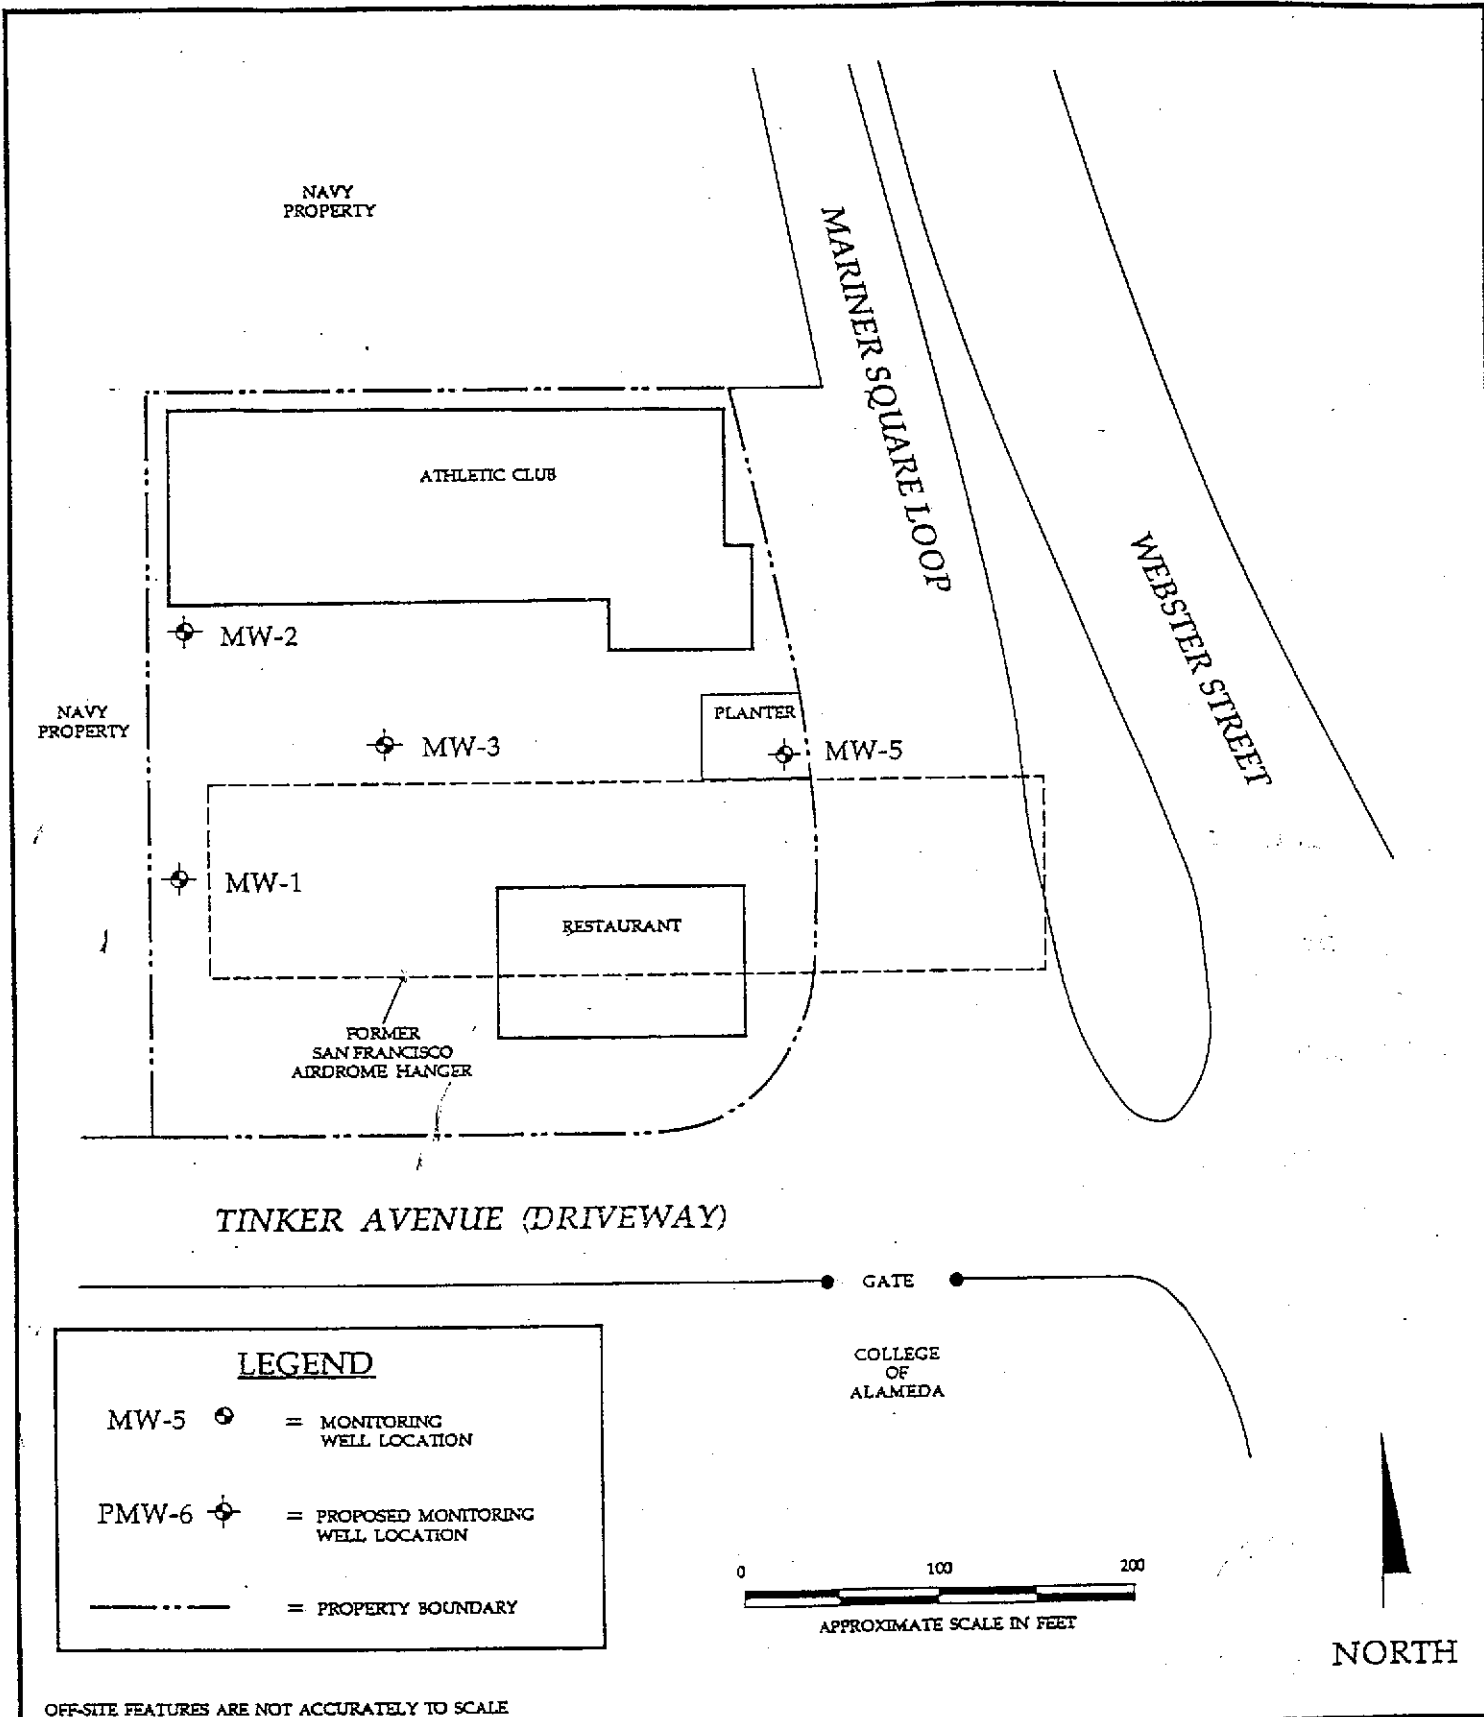 NAVY
PROPERTY
MARINER SQUARE LOOP
ATHLETIC CLUB
WEBSTER STREET
MW-2
NAVY
PROPERTY
PLANTER
MW-3
MW-5
MW-1
RESTAURANT
FORMER
SAN FRANCISCO
AIRDROME HANGER
TINKER AVENUE (DRIVEWAY)
GATE
COLLEGE
OF
ALAMEDA
LEGEND
MW-5 = MONITORING
WELL LOCATION
PMW-6 = PROPOSED MONITORING
WELL LOCATION
= PROPERTY BOUNDARY
0 100 200
APPROXIMATE SCALE IN FEET
NORTH
OFF-SITE FEATURES ARE NOT ACCURATELY TO SCALE